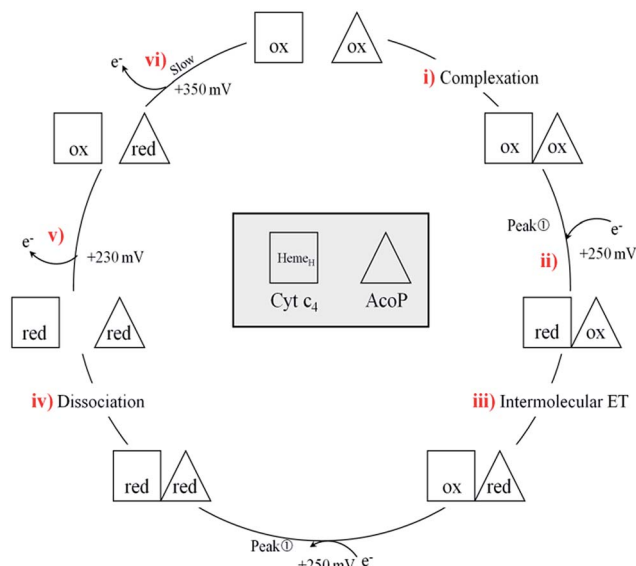 ox ox
i) Complexation
ox ox
Peak①
e-
+250 mV
ii)
red ox
iii) Intermolecular ET
ox red
Peak①
+250 mV e-
red red
iv) Dissociation
red red
e- v)
+230 mV
ox red
e- vi) Slow
+350 mV
HemeH
Cyt c4 AcoP